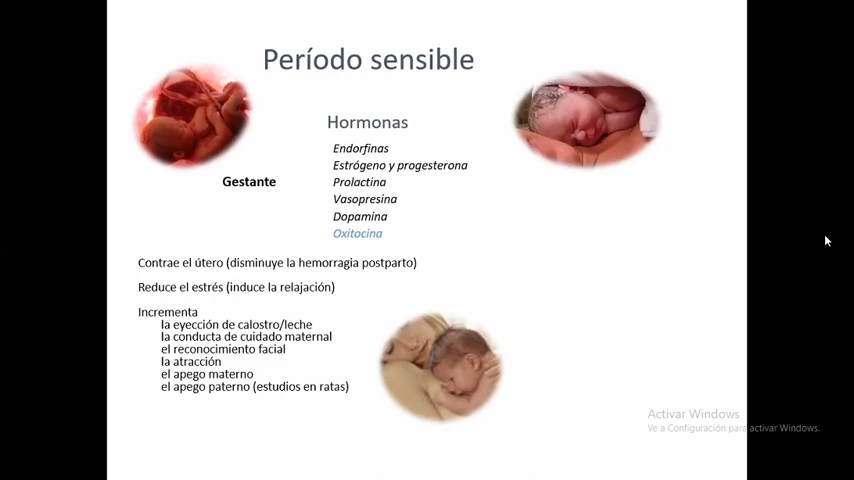 Período sensible
Hormonas
Endorfinas
Estrógeno y progesterona
Prolactina
Gestante
Vasopresina
Dopamina
Oxitocina
Contrae el útero (disminuye la hemorragia postparto)
Reduce el estrés (induce la relajación)
Incrementa
la eyección de calostro/leche
la conducta de cuidado maternal
el reconocimiento facial
la atracción
el apego materno
el apego paterno (estudios en ratas)
Activar Windows
Ve a Configuración para activar Windows.